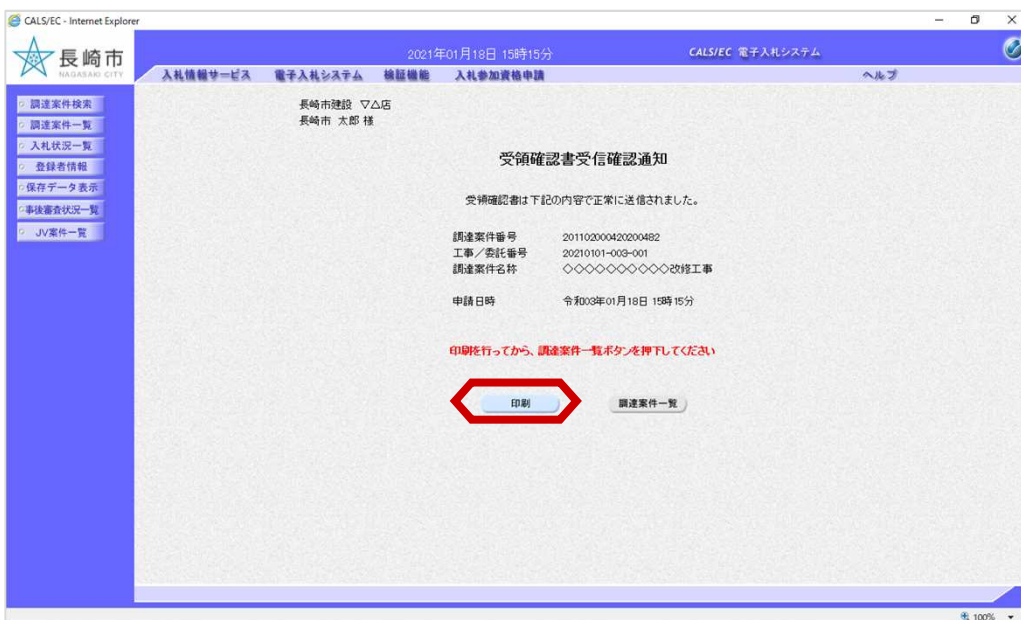 CALS/EC - Internet Explorer
長崎市
NAGASAKI CITY
2021年01月18日 15時15分
CALS/EC 電子入札システム
入札情報サービス 電子入札システム 検証機能 入札参加資格申請 ヘルプ
調達案件検索
調達案件一覧
入札状況一覧
登録者情報
保存データ表示
事後審査状況一覧
JV案件一覧
長崎市建設 ▽△店
長崎市 太郎 様
受領確認書受信確認通知
受領確認書は下記の内容で正常に送信されました。
調達案件番号 201102000420200482
工事/委託番号 20210101-003-001
調達案件名称 ◇◇◇◇◇◇◇◇◇◇改修工事
申請日時 令和03年01月18日 15時15分
印刷を行ってから、調達案件一覧ボタンを押下してください
印刷 調達案件一覧
100%